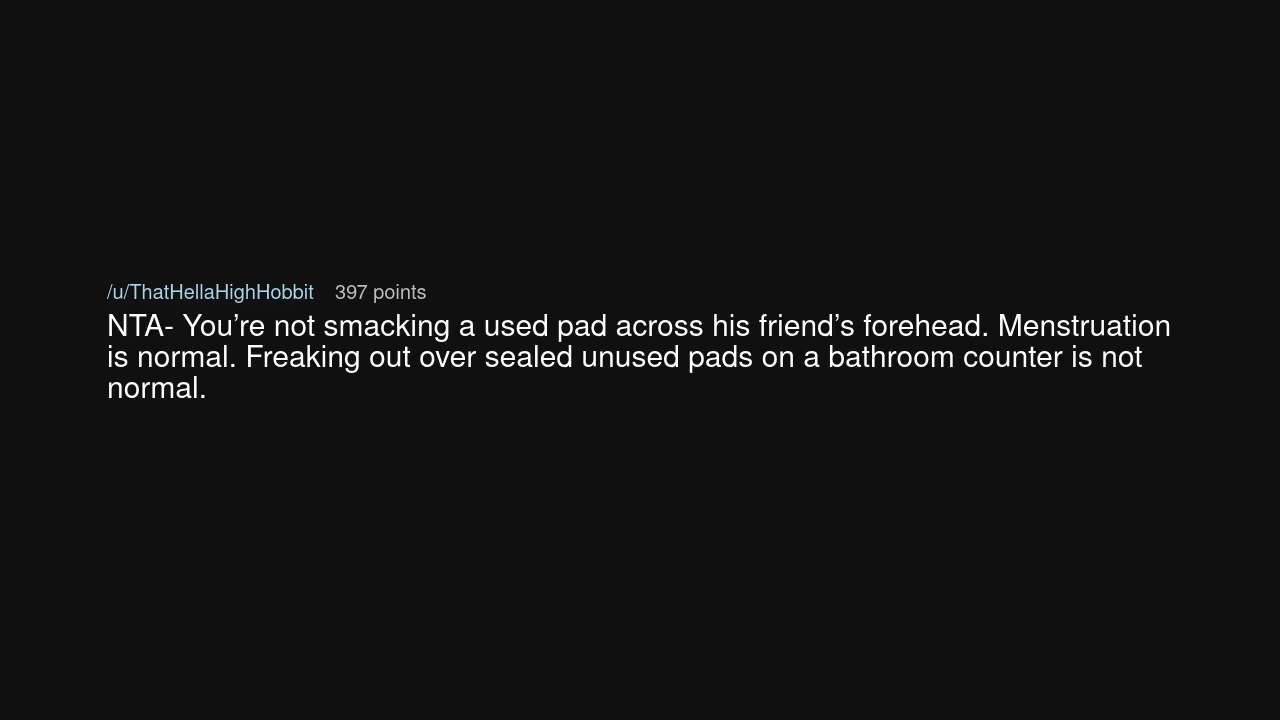 /u/ThatHellaHighHobbit 397 points
NTA- You’re not smacking a used pad across his friend’s forehead. Menstruation
is normal. Freaking out over sealed unused pads on a bathroom counter is not
normal.